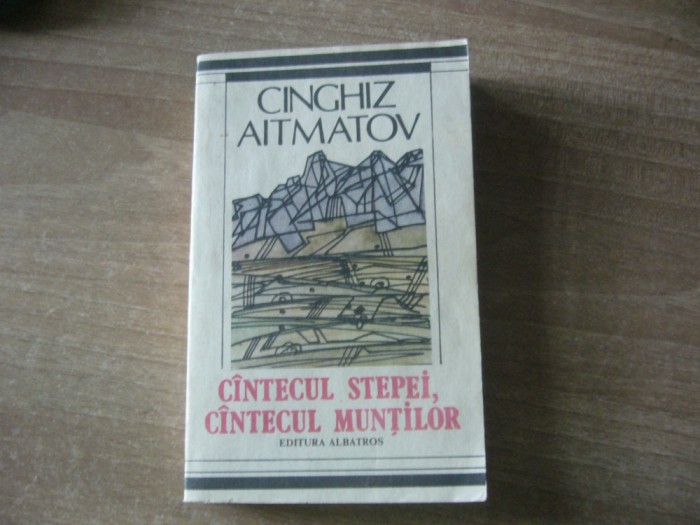 CINGHIZ
AITMATOV
CÎNTECUL STEPEI,
CÎNTECUL MUNȚILOR
EDITURA ALBATROS